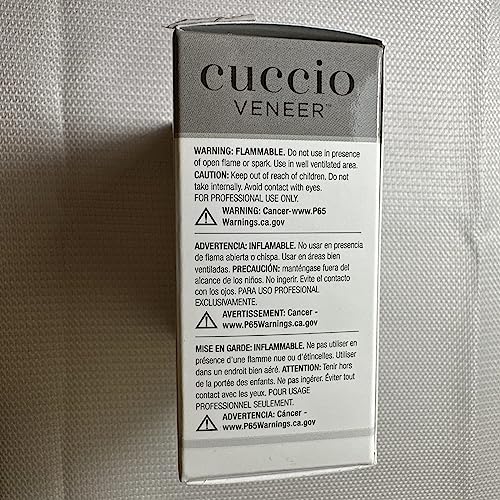 cuccio
VENEER™
WARNING: FLAMMABLE. Do not use in presence
of open flame or spark. Use in well ventilated area.
CAUTION: Keep out of reach of children. Do not
take internally. Avoid contact with eyes.
FOR PROFESSIONAL USE ONLY.
WARNING: Cancer-www.P65
Warnings.ca.gov
ADVERTENCIA: INFLAMABLE. No usar en presencia
de flama abierta o chispa. Usar en áreas bien
ventiladas. PRECAUCIÓN: manténgase fuera del
alcance de los niños. No ingerir. Evite el contacto
con los ojos. PARA USO PROFESIONAL
EXCLUSIVAMENTE.
AVERTISSEMENT: Cancer -
www.P65Warnings.ca.gov
MISE EN GARDE: INFLAMMABLE. Ne pas utiliser en
présence d'une flamme nue ou d'étincelles. Utiliser
dans un endroit bien aéré. ATTENTION: Tenir hors
de la portée des enfants. Ne pas ingérer. Éviter tout
contact avec les yeux. POUR USAGE
PROFESSIONNEL SEULEMENT.
ADVERTENCIA: Cáncer -
www.P65Warnings.ca.gov